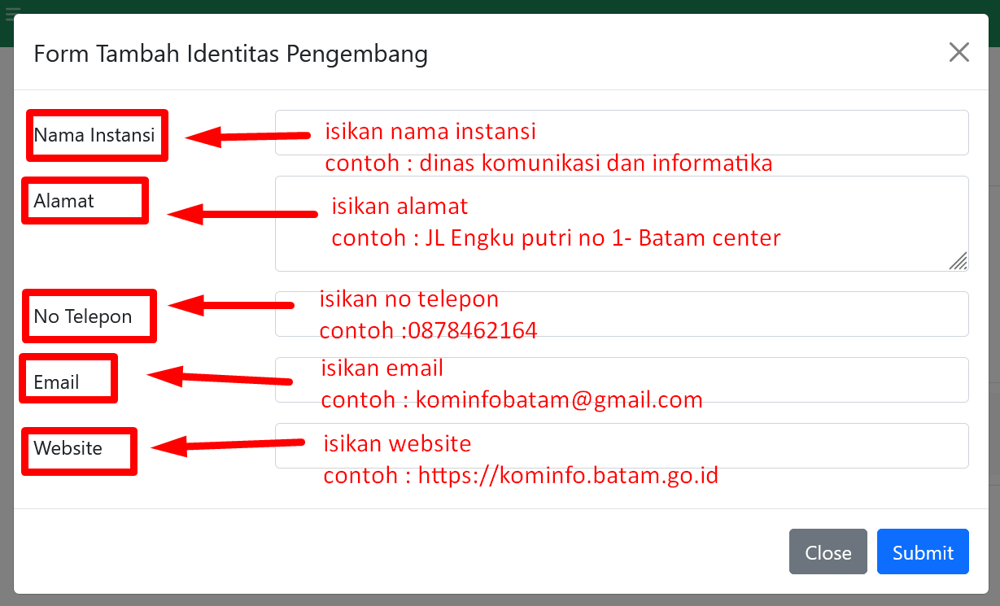 Form Tambah Identitas Pengembang
Nama Instansi
isikan nama instansi
contoh : dinas komunikasi dan informatika
Alamat
isikan alamat
contoh : JL Engku putri no 1- Batam center
No Telepon
isikan no telepon
contoh :0878462164
Email
isikan email
contoh : kominfobatam@gmail.com
Website
isikan website
contoh : https://kominfo.batam.go.id
Close
Submit